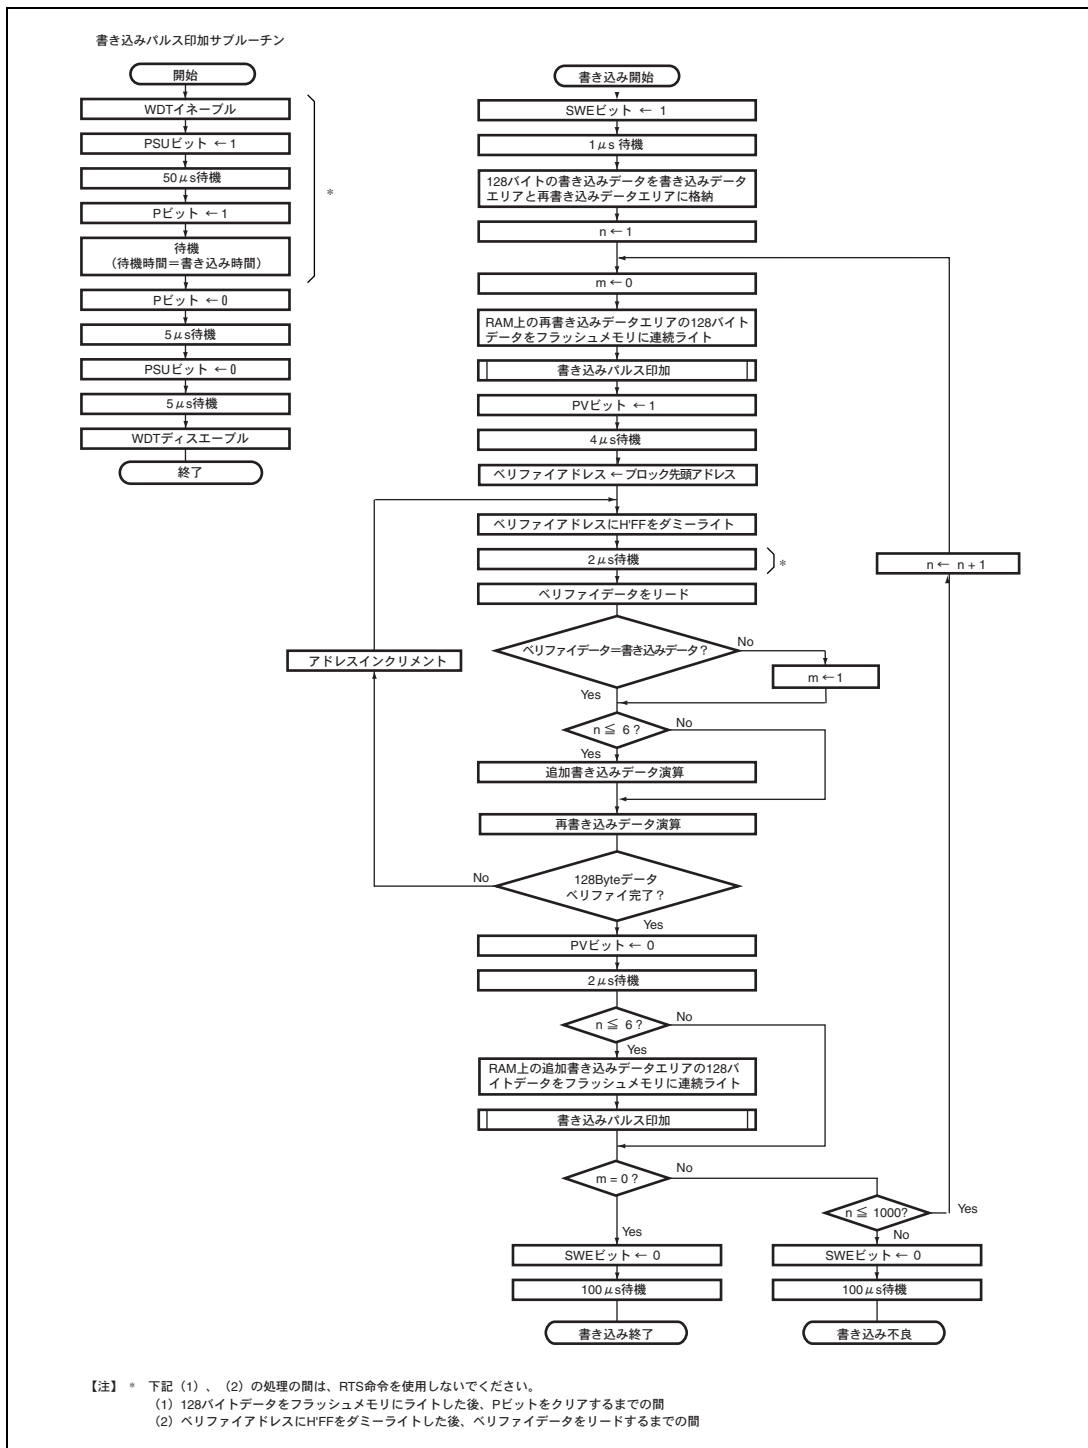 書き込みパルス印加サブルーチン
開始
WDTイネーブル
PSUビット ← 1
50μs待機
Pビット ← 1
待機
（待機時間＝書き込み時間）
*
Pビット ← 0
5μs待機
PSUビット ← 0
5μs待機
WDTディスエーブル
終了
書き込み開始
SWEビット ← 1
1μs 待機
128バイトの書き込みデータを書き込みデータ
エリアと再書き込みデータエリアに格納
n ← 1
m ← 0
RAM上の再書き込みデータエリアの128バイト
データをフラッシュメモリに連続ライト
書き込みパルス印加
PVビット ← 1
4μs待機
ベリファイアドレス ← ブロック先頭アドレス
ベリファイアドレスにH'FFをダミーライト
2μs待機
*
n ← n + 1
ベリファイデータをリード
ベリファイデータ＝書き込みデータ？
No
アドレスインクリメント
m ← 1
Yes
n ≦ 6 ?
No
Yes
追加書き込みデータ演算
再書き込みデータ演算
128Byteデータ
ベリファイ完了？
No
Yes
PVビット ← 0
2μs待機
n ≦ 6 ?
No
Yes
RAM上の追加書き込みデータエリアの128バ
イトデータをフラッシュメモリに連続ライト
書き込みパルス印加
m = 0 ?
No
n ≦ 1000?
Yes
Yes
No
SWEビット ← 0
SWEビット ← 0
100μs待機
100μs待機
書き込み終了
書き込み不良
【注】 * 下記（1）、（2）の処理の間は、RTS命令を使用しないでください。
（1）128バイトデータをフラッシュメモリにライトした後、Pビットをクリアするまでの間
（2）ベリファイアドレスにH'FFをダミーライトした後、ベリファイデータをリードするまでの間